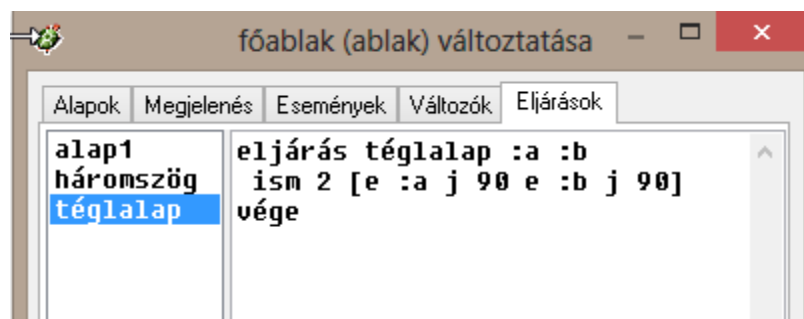 főablak (ablak) változtatása
Alapok Megjelenés Események Változók Eljárások
alap1
háromszög
téglalap
eljárás téglalap :a :b
ism 2 [e :a j 90 e :b j 90]
vége